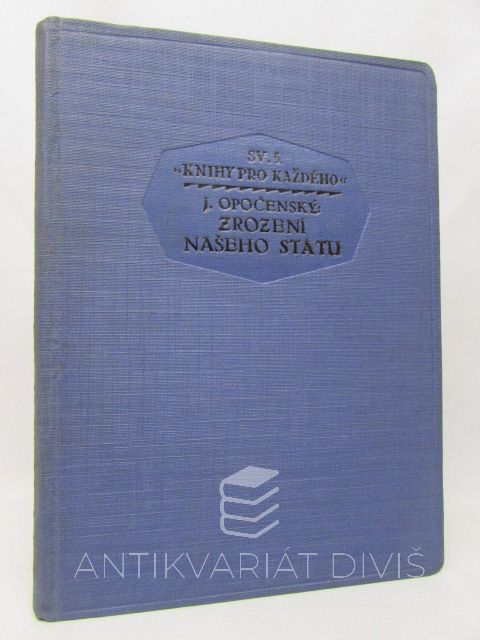 SV. 5.
„KNIHY PRO KAŽDÉHO“
J. OPOČENSKÝ:
ZROZENÍ
NAŠEHO STÁTU
ANTIKVARIÁT DIVIŠ